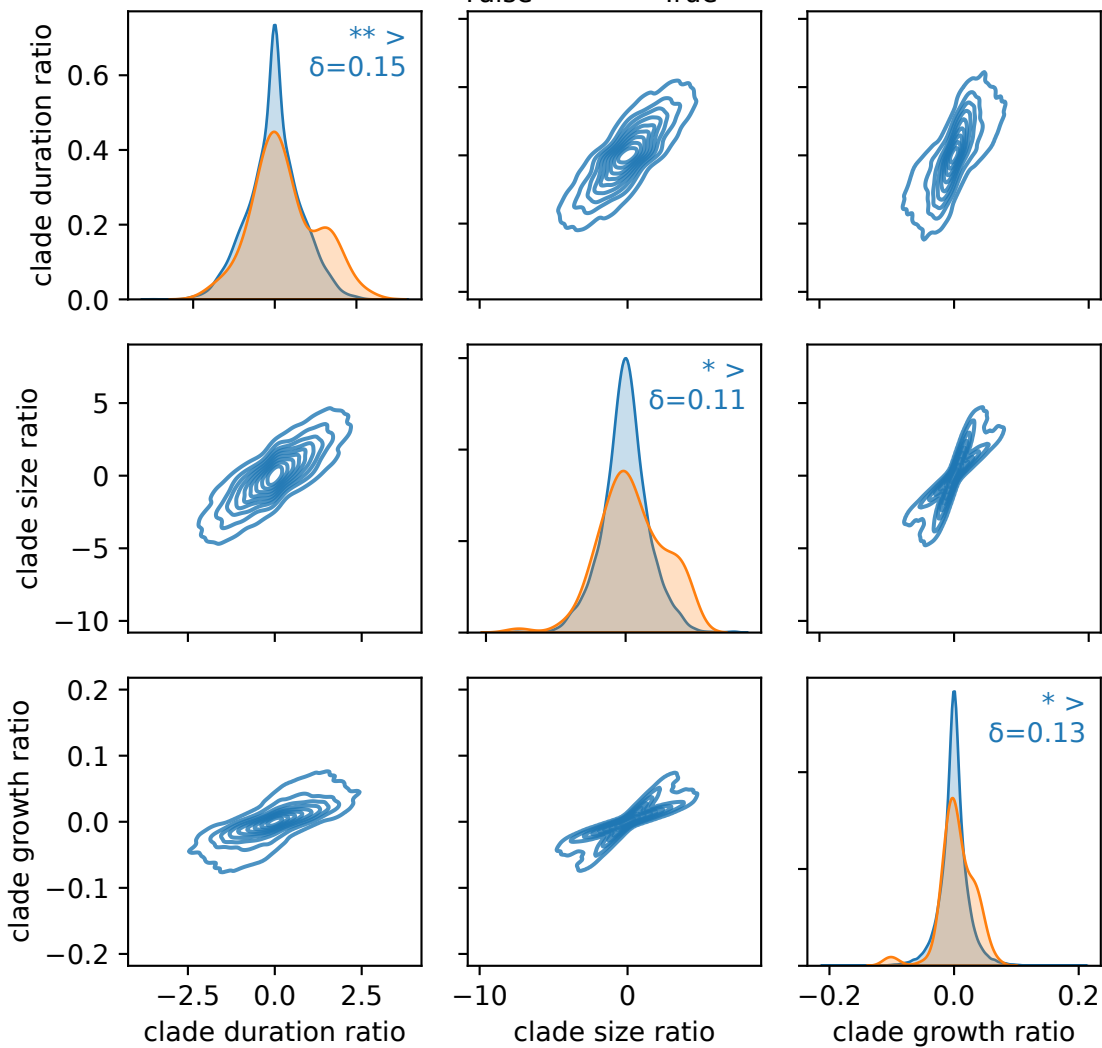 False True
clade duration ratio
0.6
0.4
0.2
0.0
** >
δ=0.15
clade size ratio
5
0
−5
−10
* >
δ=0.11
clade growth ratio
0.2
0.1
0.0
−0.1
−0.2
* >
δ=0.13
−2.5 0.0 2.5
−10 0
−0.2 0.0 0.2
clade duration ratio
clade size ratio
clade growth ratio